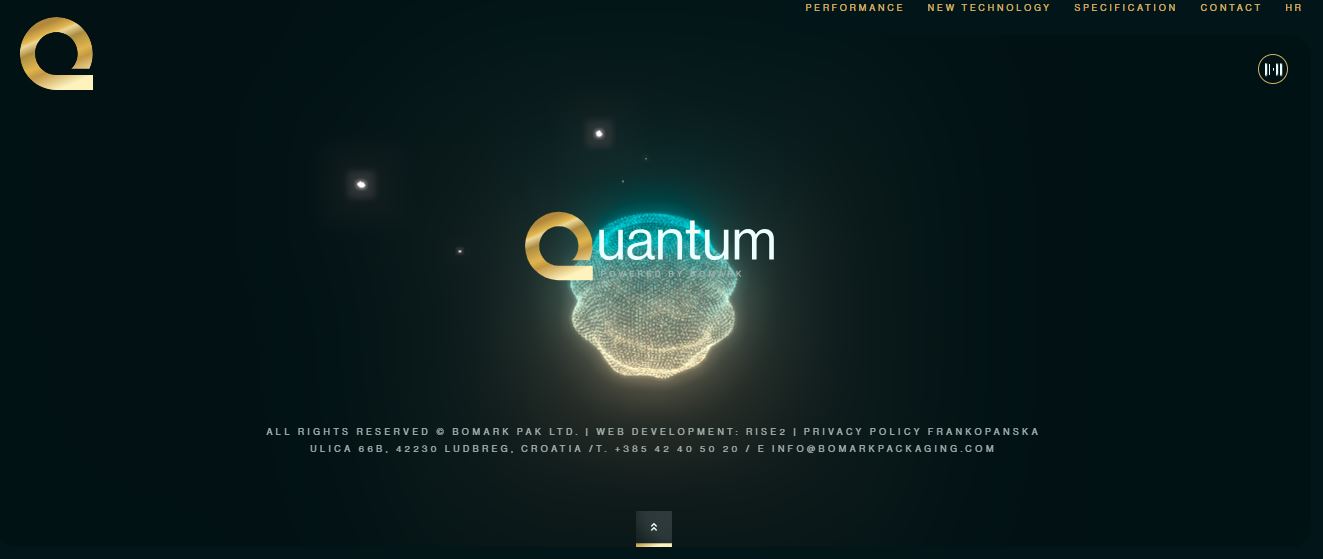 PERFORMANCE NEW TECHNOLOGY SPECIFICATION CONTACT HR
Quantum
POWERED BY BOMARK
ALL RIGHTS RESERVED © BOMARK PAK LTD. | WEB DEVELOPMENT: RISE2 | PRIVACY POLICY FRANKOPANSKA
ULICA 66B, 42230 LUDBREG, CROATIA /T. +385 42 40 50 20 / E INFO@BOMARKPACKAGING.COM